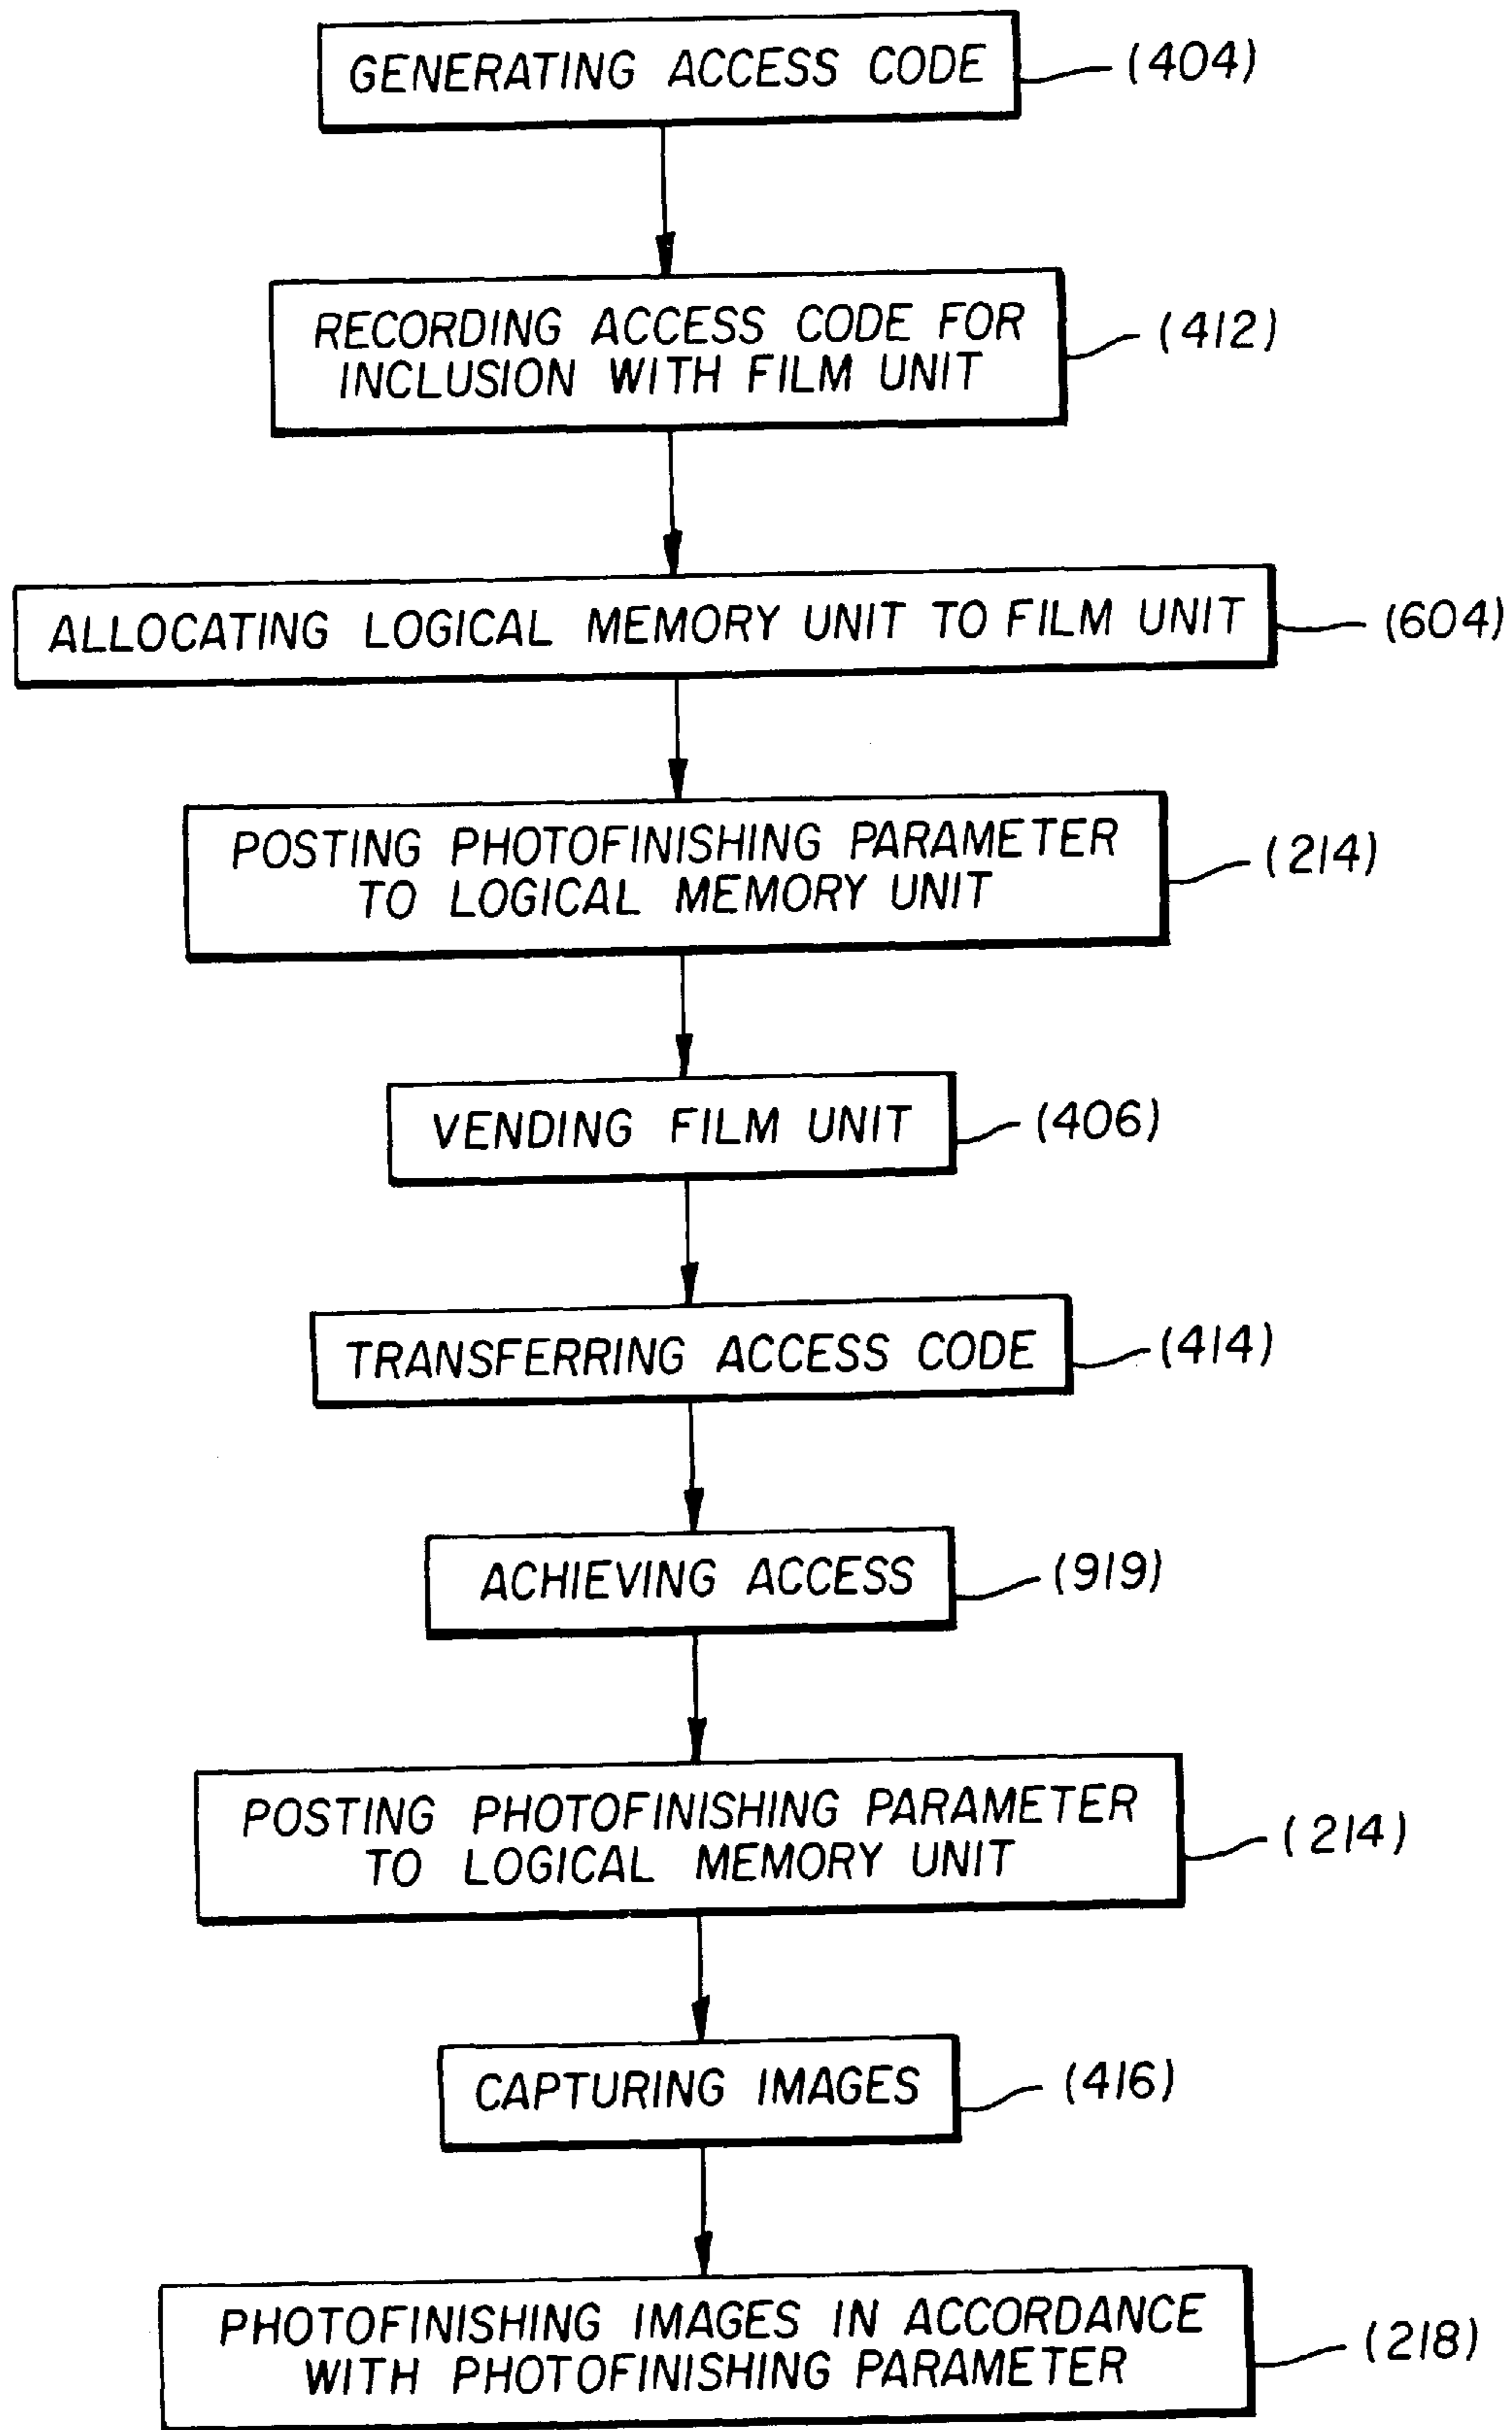 GENERATING ACCESS CODE (404)
RECORDING ACCESS CODE FOR
INCLUSION WITH FILM UNIT (412)
ALLOCATING LOGICAL MEMORY UNIT TO FILM UNIT (604)
POSTING PHOTOFINISHING PARAMETER
TO LOGICAL MEMORY UNIT (214)
VENDING FILM UNIT (406)
TRANSFERRING ACCESS CODE (414)
ACHIEVING ACCESS (919)
POSTING PHOTOFINISHING PARAMETER
TO LOGICAL MEMORY UNIT (214)
CAPTURING IMAGES (416)
PHOTOFINISHING IMAGES IN ACCORDANCE
WITH PHOTOFINISHING PARAMETER (218)